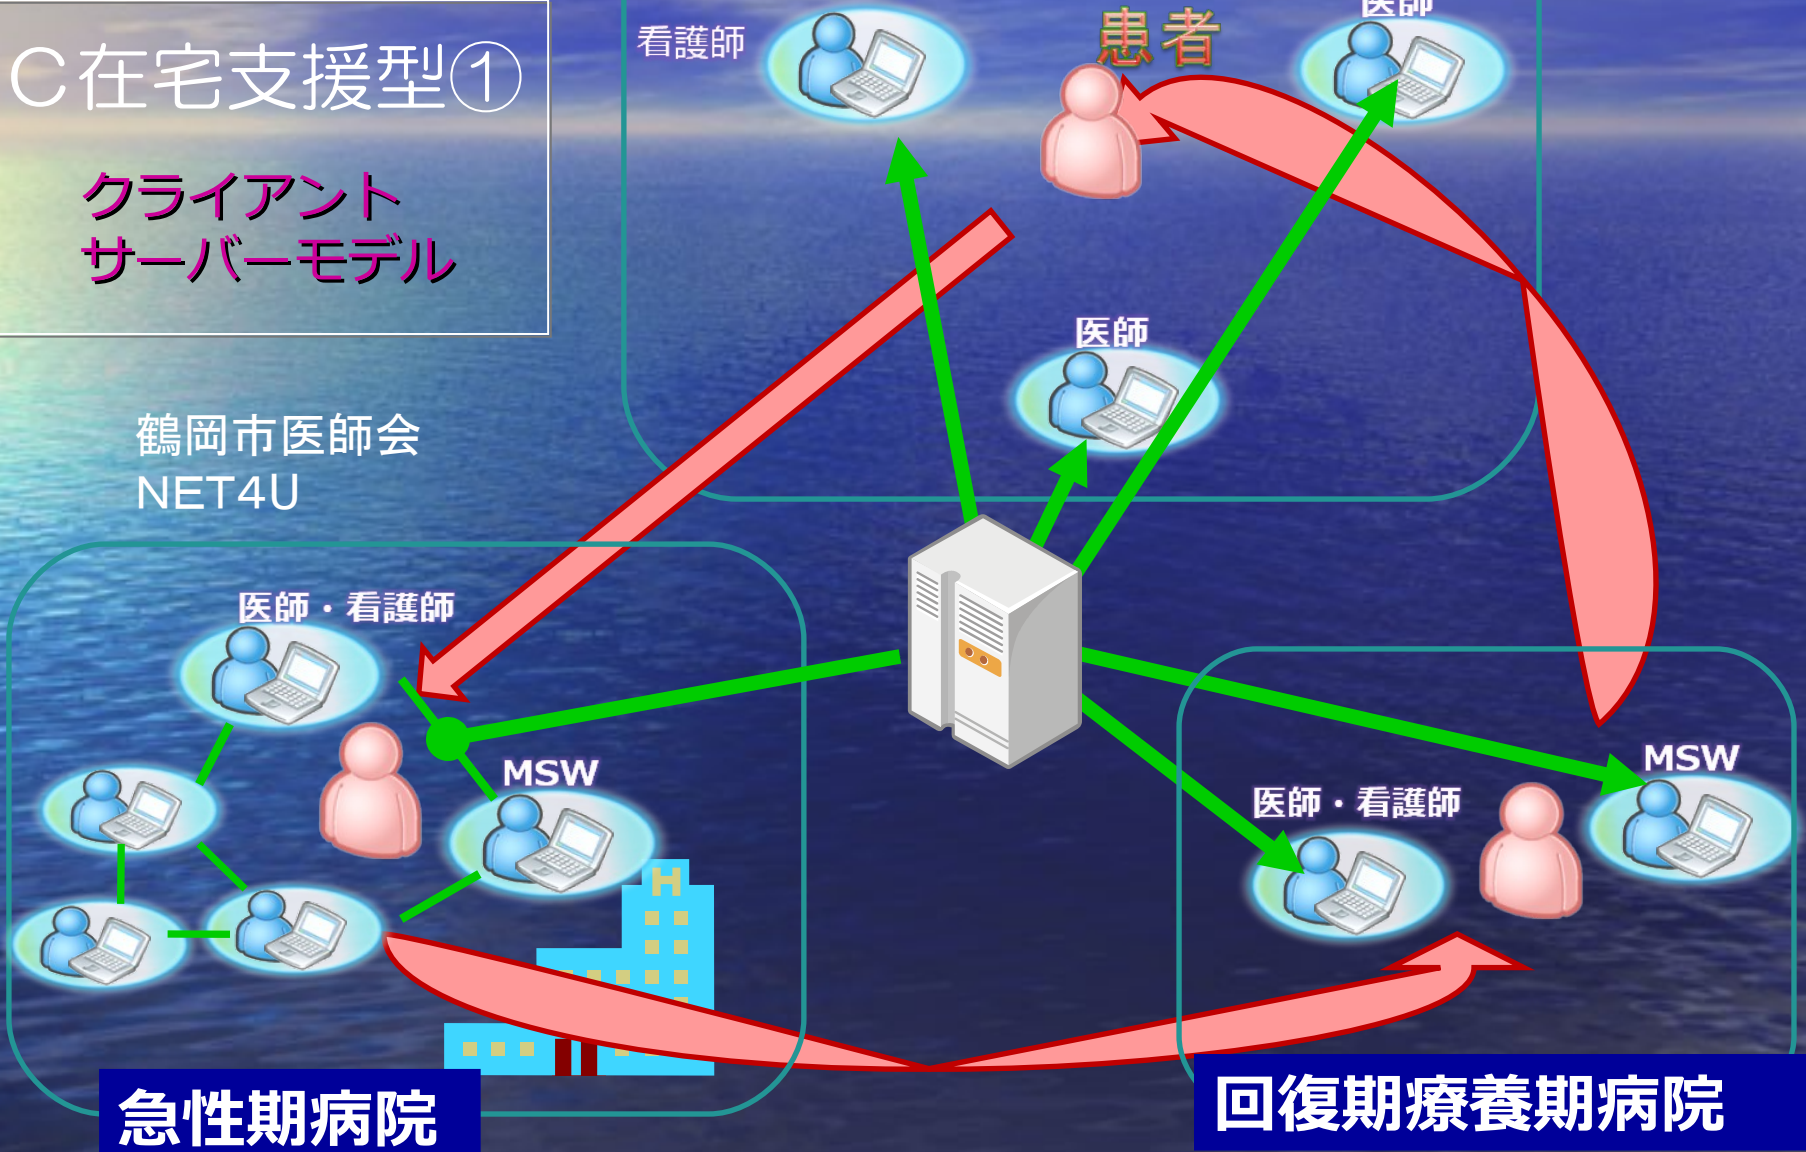 C在宅支援型①
クライアント
サーバーモデル
鶴岡市医師会
NET4U
看護師
患者
医師
医師
医師・看護師
MSW
H
急性期病院
MSW
医師・看護師
回復期療養期病院